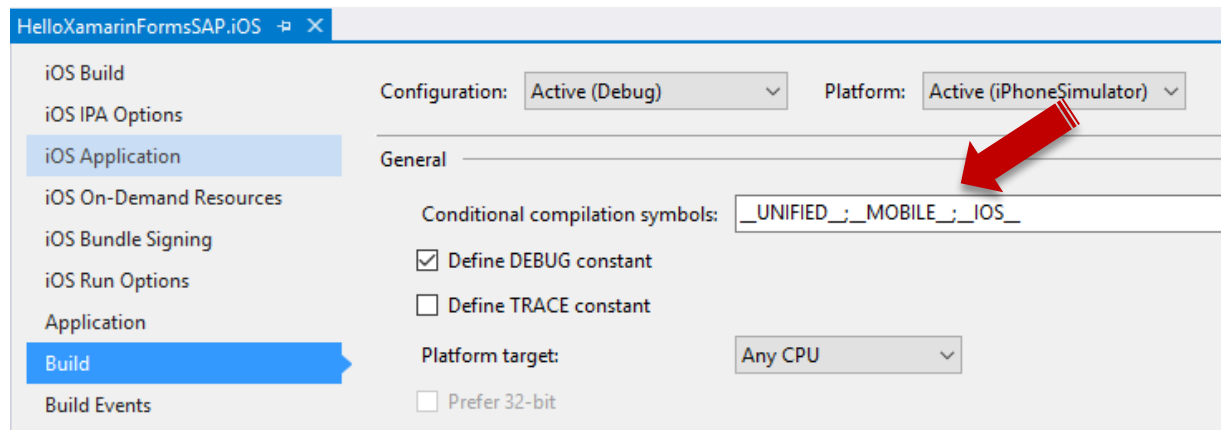 HelloXamarinFormsSAP.iOS
iOS Build
iOS IPA Options
iOS Application
iOS On-Demand Resources
iOS Bundle Signing
iOS Run Options
Application
Build
Build Events
Configuration: Active (Debug) Platform: Active (iPhoneSimulator)
General
Conditional compilation symbols: __UNIFIED__;__MOBILE__;__IOS__
Define DEBUG constant
Define TRACE constant
Platform target: Any CPU
Prefer 32-bit